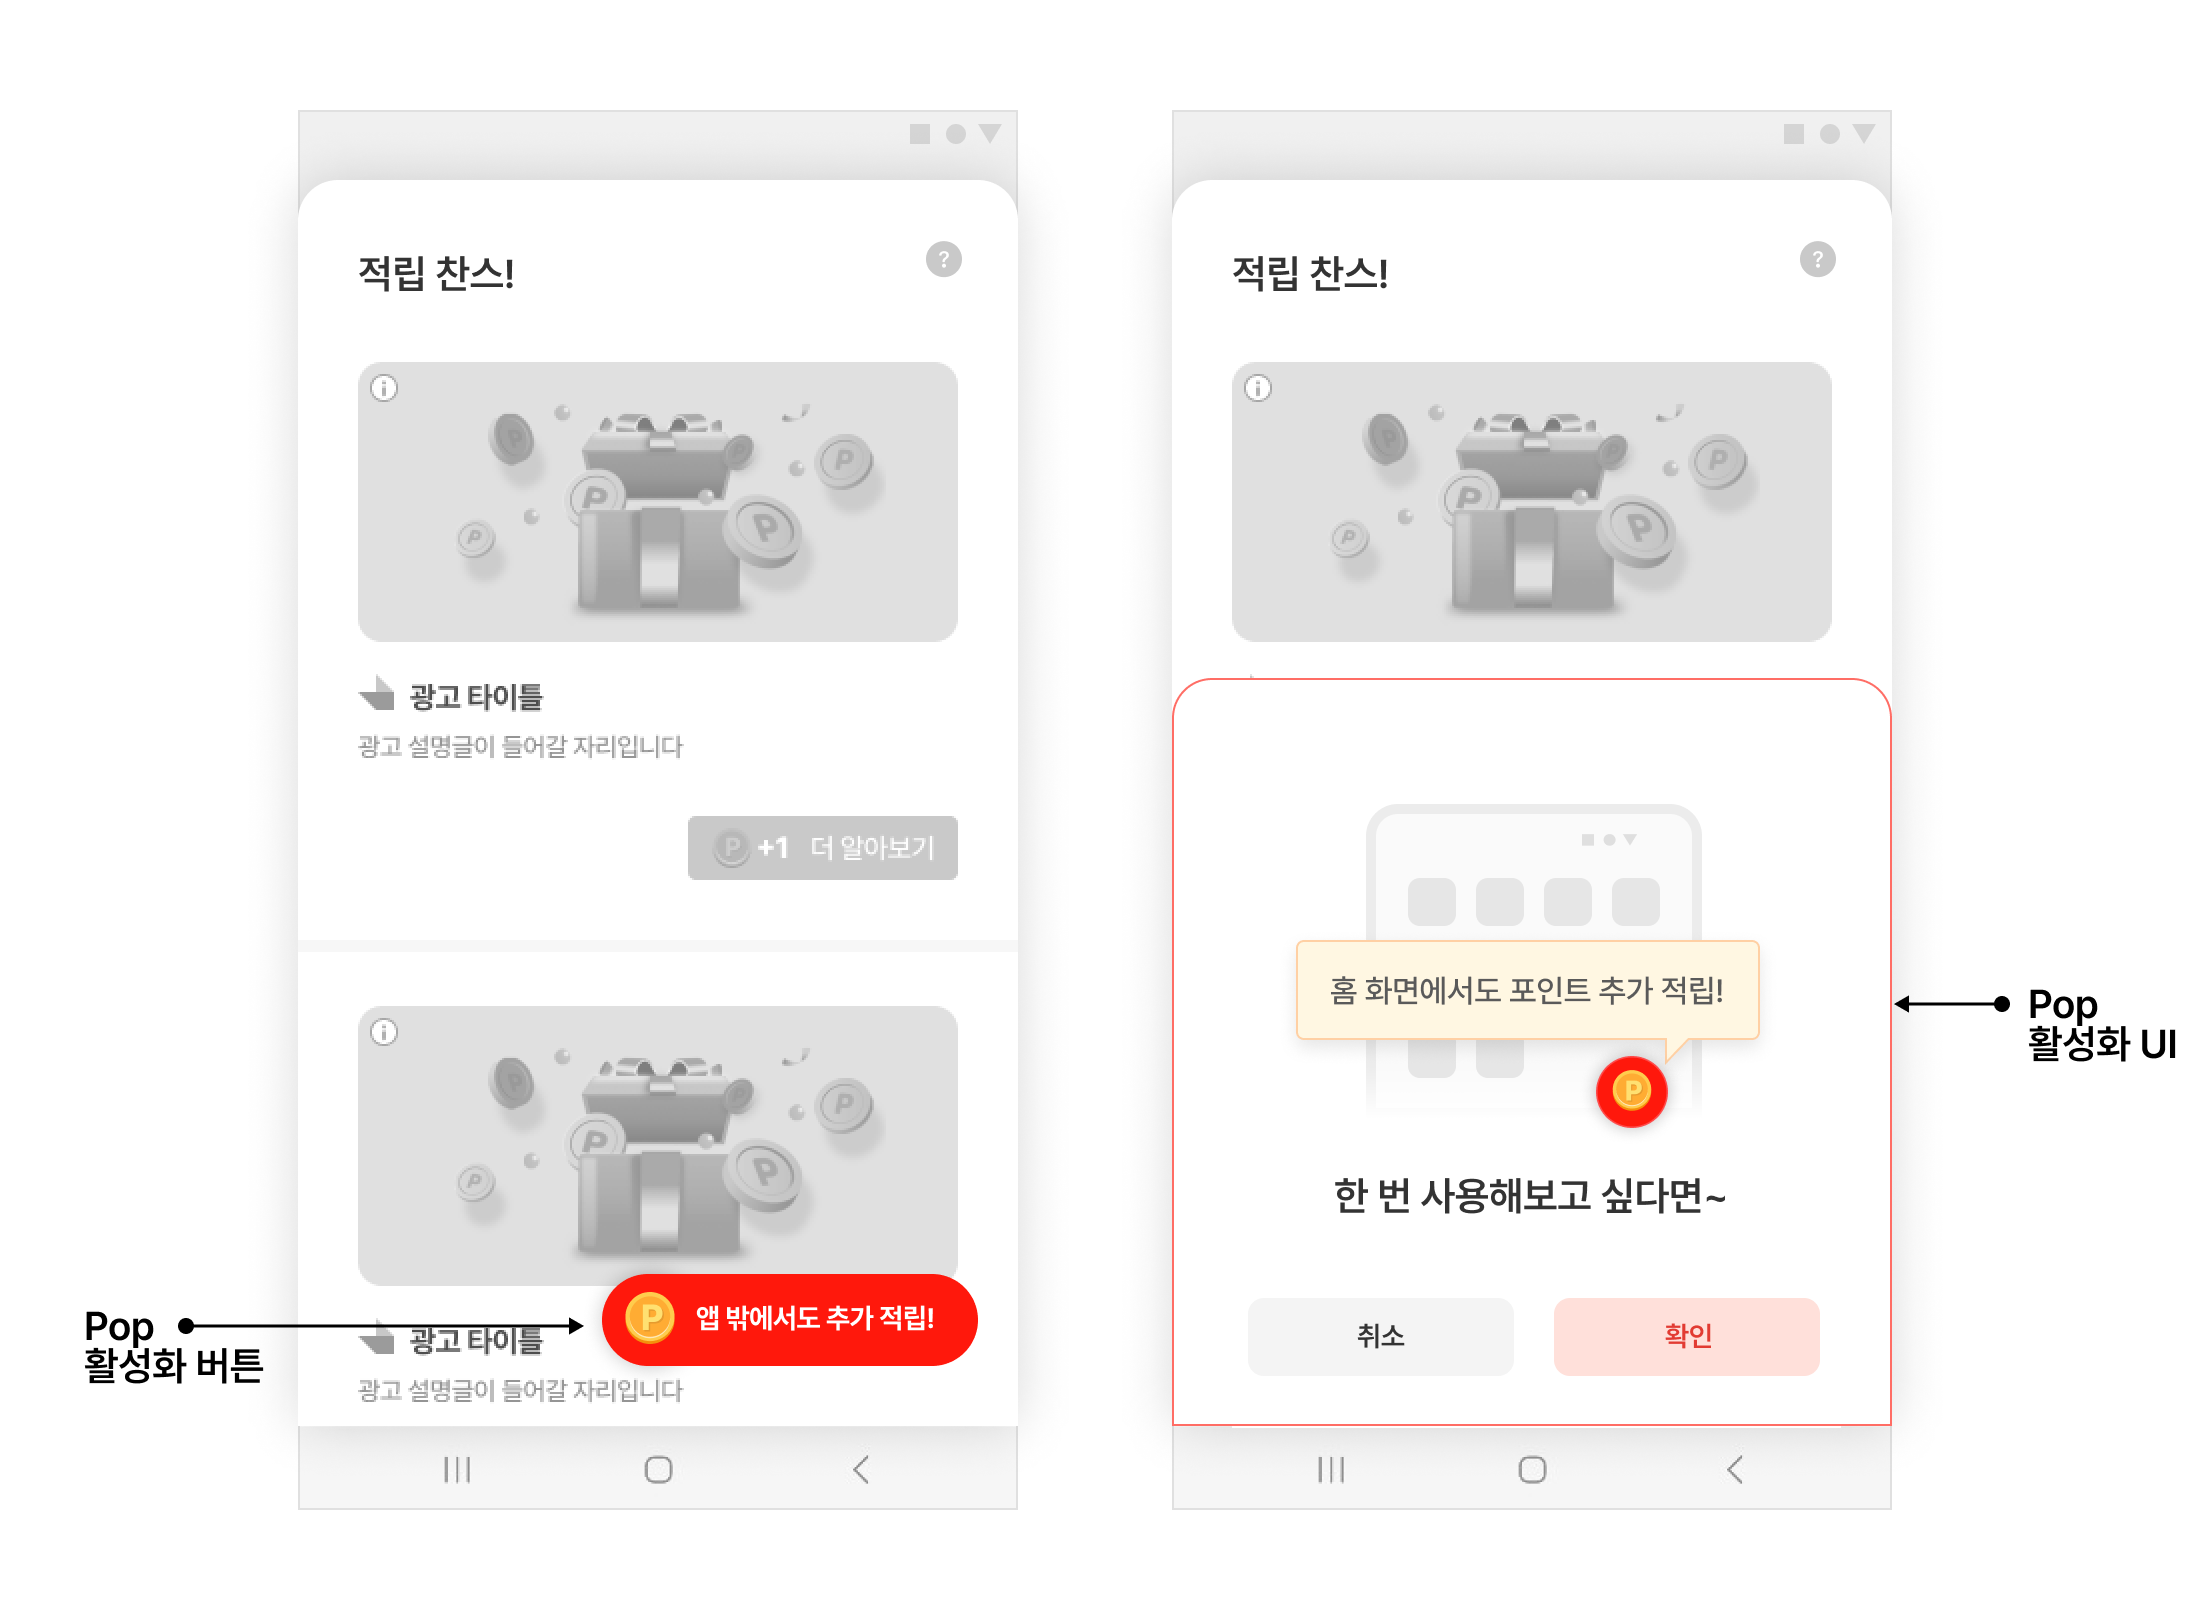 적립 찬스!
?
광고 타이틀
광고 설명글이 들어갈 자리입니다
P +1 더 알아보기
앱 밖에서도 추가 적립!
광고 타이틀
광고 설명글이 들어갈 자리입니다
Pop
활성화 버튼
적립 찬스!
?
홈 화면에서도 포인트 추가 적립!
P
한 번 사용해보고 싶다면~
취소
확인
Pop
활성화 UI